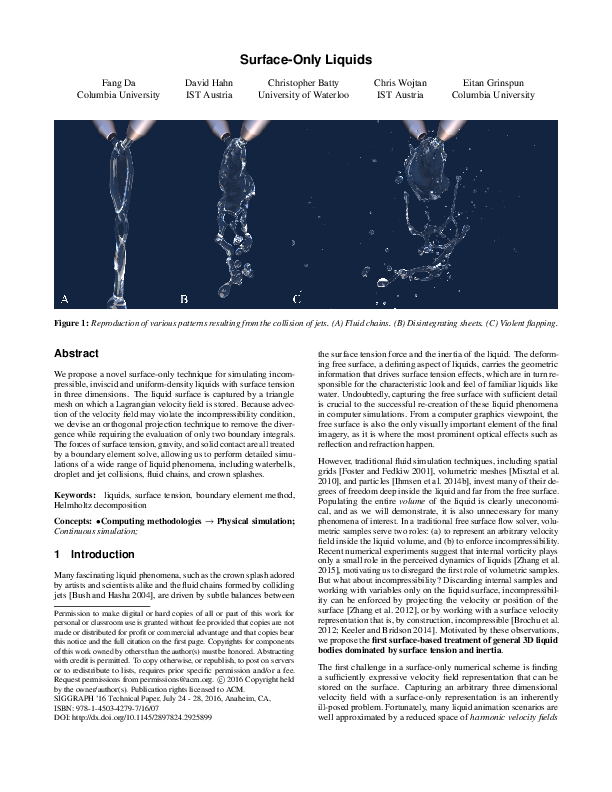 Surface-Only Liquids
Fang Da
Columbia University
David Hahn
IST Austria
Christopher Batty
University of Waterloo
Chris Wojtan
IST Austria
Eitan Grinspun
Columbia University
A
B
C
Figure 1: Reproduction of various patterns resulting from the collision of jets. (A) Fluid chains. (B) Disintegrating sheets. (C) Violent flapping.
Abstract
We propose a novel surface-only technique for simulating incom-
pressible, inviscid and uniform-density liquids with surface tension
in three dimensions. The liquid surface is captured by a triangle
mesh on which a Lagrangian velocity field is stored. Because advec-
tion of the velocity field may violate the incompressibility condition,
we devise an orthogonal projection technique to remove the diver-
gence while requiring the evaluation of only two boundary integrals.
The forces of surface tension, gravity, and solid contact are all treated
by a boundary element solve, allowing us to perform detailed simu-
lations of a wide range of liquid phenomena, including waterbells,
droplet and jet collisions, fluid chains, and crown splashes.
Keywords: liquids, surface tension, boundary element method,
Helmholtz decomposition
Concepts: •Computing methodologies → Physical simulation;
Continuous simulation;
1 Introduction
Many fascinating liquid phenomena, such as the crown splash adored
by artists and scientists alike and the fluid chains formed by colliding
jets [Bush and Hasha 2004], are driven by subtle balances between
Permission to make digital or hard copies of all or part of this work for
personal or classroom use is granted without fee provided that copies are not
made or distributed for profit or commercial advantage and that copies bear
this notice and the full citation on the first page. Copyrights for components
of this work owned by others than the author(s) must be honored. Abstracting
with credit is permitted. To copy otherwise, or republish, to post on servers
or to redistribute to lists, requires prior specific permission and/or a fee.
Request permissions from permissions@acm.org. © 2016 Copyright held
by the owner/author(s). Publication rights licensed to ACM.
SIGGRAPH '16 Technical Paper, July 24 - 28, 2016, Anaheim, CA,
ISBN: 978-1-4503-4279-7/16/07
DOI: http://dx.doi.org/10.1145/2897824.2925899
the surface tension force and the inertia of the liquid. The deform-
ing free surface, a defining aspect of liquids, carries the geometric
information that drives surface tension effects, which are in turn re-
sponsible for the characteristic look and feel of familiar liquids like
water. Undoubtedly, capturing the free surface with sufficient detail
is crucial to the successful re-creation of these liquid phenomena
in computer simulations. From a computer graphics viewpoint, the
free surface is also the only visually important element of the final
imagery, as it is where the most prominent optical effects such as
reflection and refraction happen.
However, traditional fluid simulation techniques, including spatial
grids [Foster and Fedkiw 2001], volumetric meshes [Misztal et al.
2010], and particles [Ihmsen et al. 2014b], invest many of their de-
grees of freedom deep inside the liquid and far from the free surface.
Populating the entire volume of the liquid is clearly uneconomi-
cal, and as we will demonstrate, it is also unnecessary for many
phenomena of interest. In a traditional free surface flow solver, volu-
metric samples serve two roles: (a) to represent an arbitrary velocity
field inside the liquid volume, and (b) to enforce incompressibility.
Recent numerical experiments suggest that internal vorticity plays
only a small role in the perceived dynamics of liquids [Zhang et al.
2015], motivating us to disregard the first role of volumetric samples.
But what about incompressibility? Discarding internal samples and
working with variables only on the liquid surface, incompressibil-
ity can be enforced by projecting the velocity or position of the
surface [Zhang et al. 2012], or by working with a surface velocity
representation that is, by construction, incompressible [Brochu et al.
2012; Keeler and Bridson 2014]. Motivated by these observations,
we propose the first surface-based treatment of general 3D liquid
bodies dominated by surface tension and inertia.
The first challenge in a surface-only numerical scheme is finding
a sufficiently expressive velocity field representation that can be
stored on the surface. Capturing an arbitrary three dimensional
velocity field with a surface-only representation is an inherently
ill-posed problem. Fortunately, many liquid animation scenarios are
well approximated by a reduced space of harmonic velocity fields